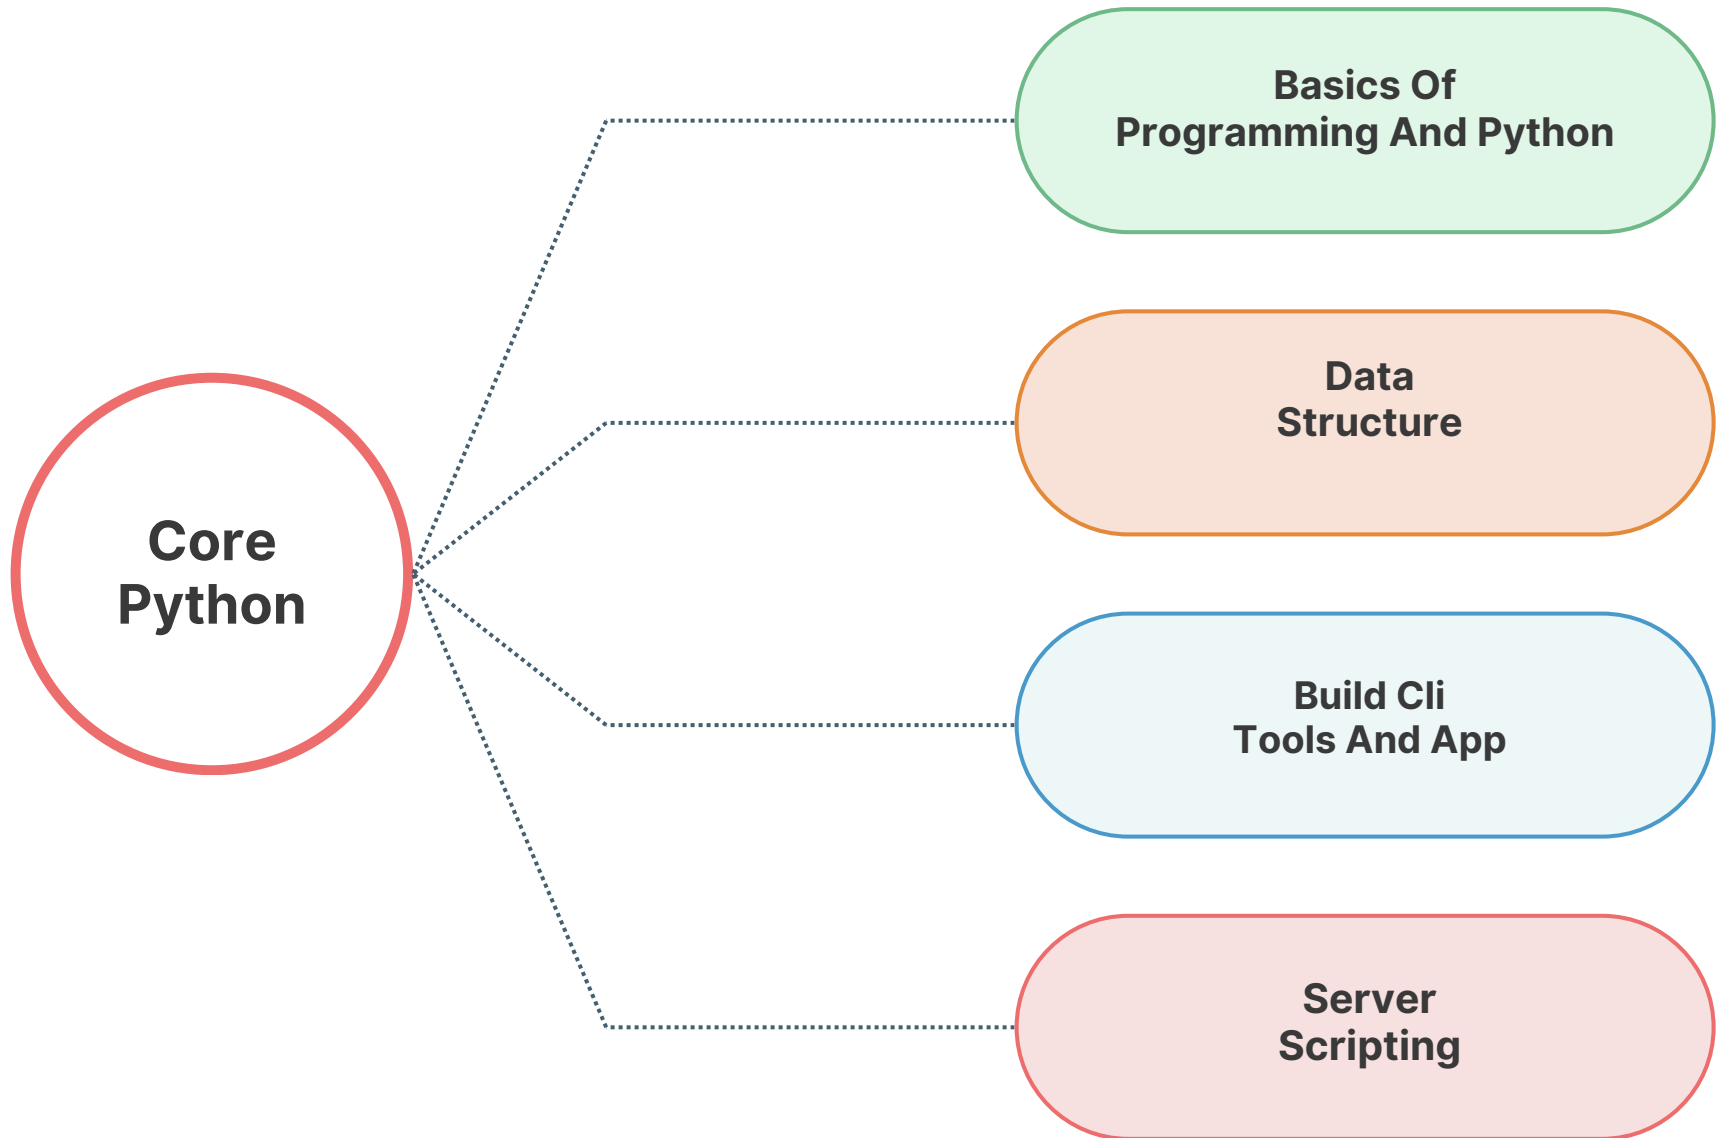 Basics Of
Programming And Python
Data
Structure
Core
Python
Build Cli
Tools And App
Server
Scripting